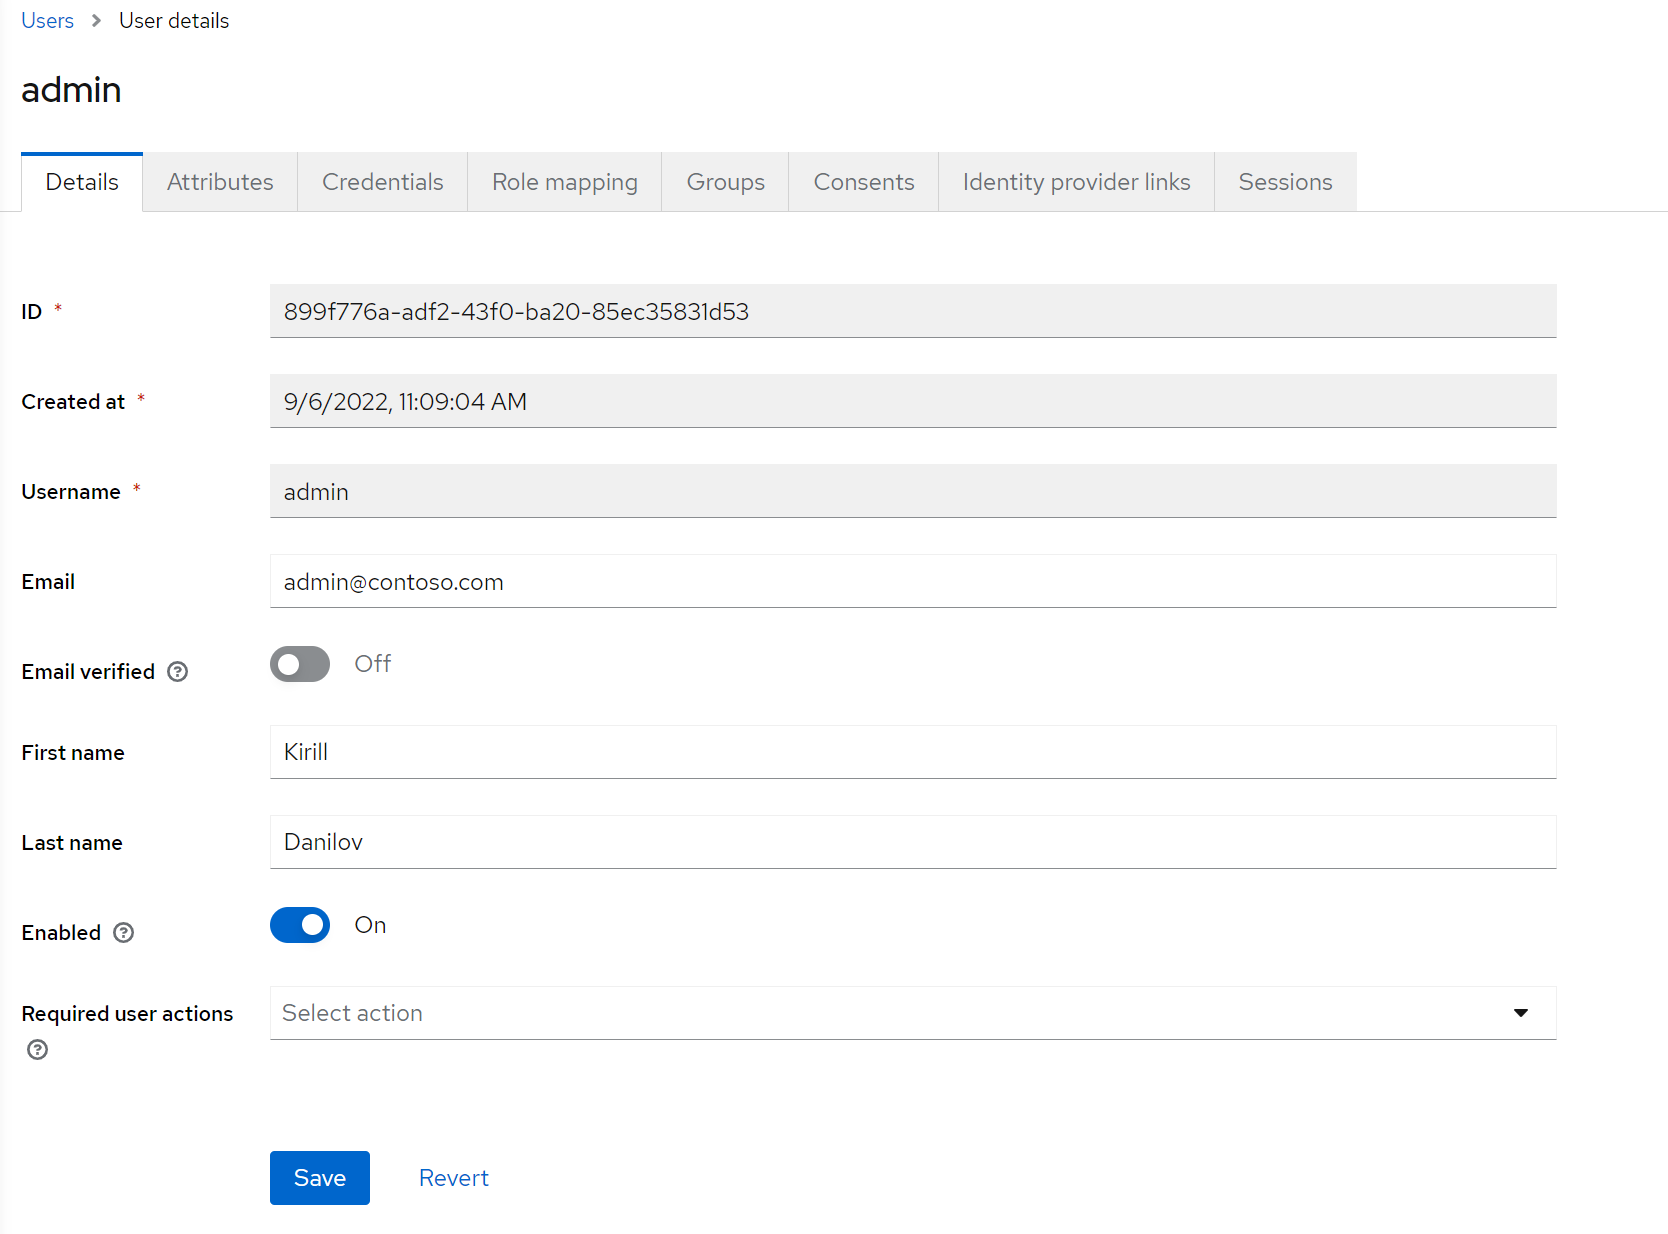 Users > User details
admin
Details Attributes Credentials Role mapping Groups Consents Identity provider links Sessions
ID * 899f776a-adf2-43f0-ba20-85ec35831d53
Created at * 9/6/2022, 11:09:04 AM
Username * admin
Email admin@contoso.com
Email verified ? Off
First name Kirill
Last name Danilov
Enabled ? On
Required user actions Select action
?
Save Revert